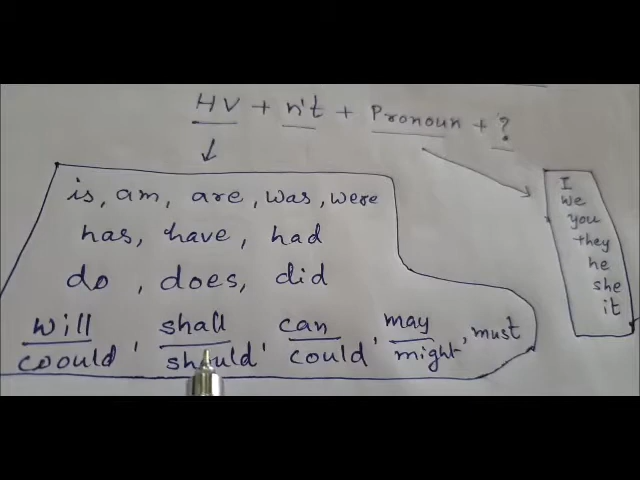 HV + n't + Pronoun + ?
is, am, are, was, were
has, have, had
do, does, did
will, shall, can, may, must
coould, should, could, might
I
we
you
they
he
she
it